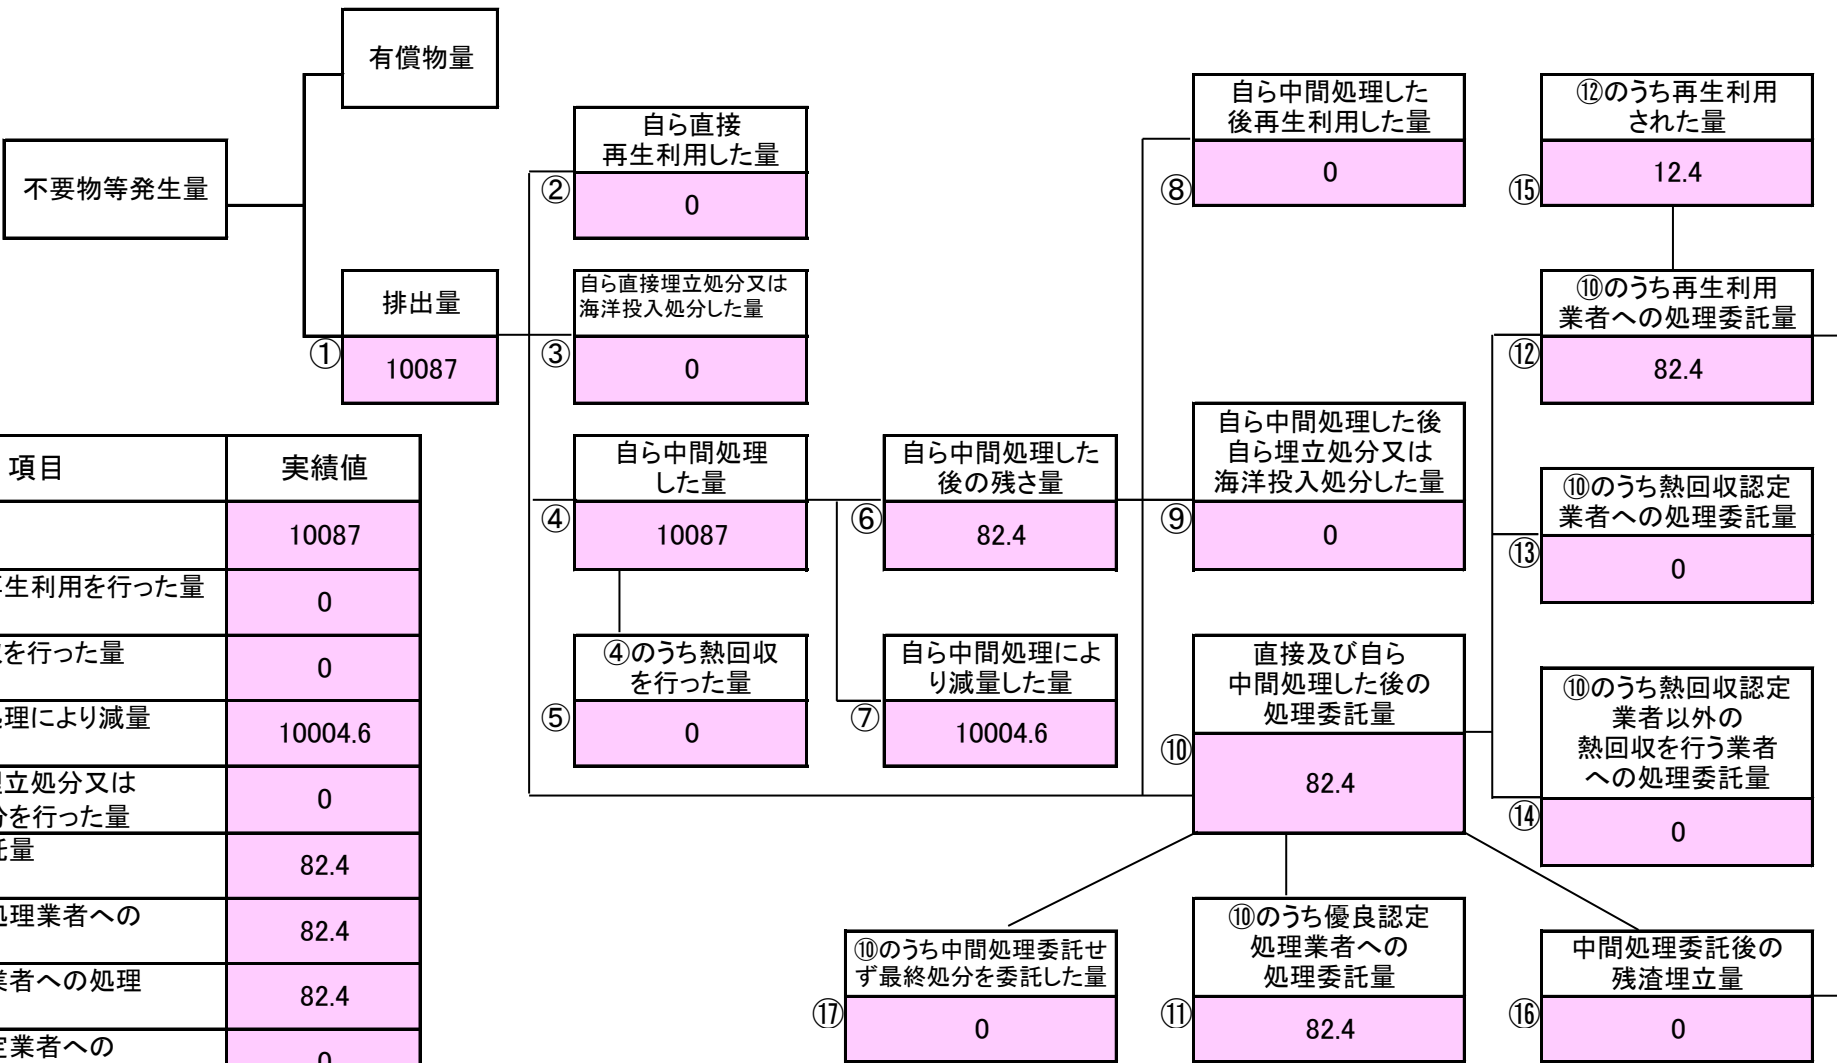 有償物量
不要物等発生量
排出量
①
10087
自ら直接
再生利用した量
②
0
自ら直接埋立処分又は
海洋投入処分した量
③
0
自ら中間処理
した量
④
10087
④のうち熱回収
を行った量
⑤
0
自ら中間処理した
後の残さ量
⑥
82.4
自ら中間処理によ
り減量した量
⑦
10004.6
自ら中間処理した
後再生利用した量
⑧
0
自ら中間処理した後
自ら埋立処分又は
海洋投入処分した量
⑨
0
直接及び自ら
中間処理した後の
処理委託量
⑩
82.4
⑫のうち再生利用
された量
⑮
12.4
⑩のうち再生利用
業者への処理委託量
⑫
82.4
⑩のうち熱回収認定
業者への処理委託量
⑬
0
⑩のうち熱回収認定
業者以外の
熱回収を行う業者
への処理委託量
⑭
0
⑩のうち中間処理委託せ
ず最終処分を委託した量
⑰
0
⑩のうち優良認定
処理業者への
処理委託量
⑪
82.4
中間処理委託後の
残渣埋立量
⑯
0
項目 実績値
10087
生利用を行った量
0
を行った量
0
理により減量
10004.6
立処分又は
を行った量
0
量
82.4
処理業者への
82.4
業者への処理
82.4
業者への
0